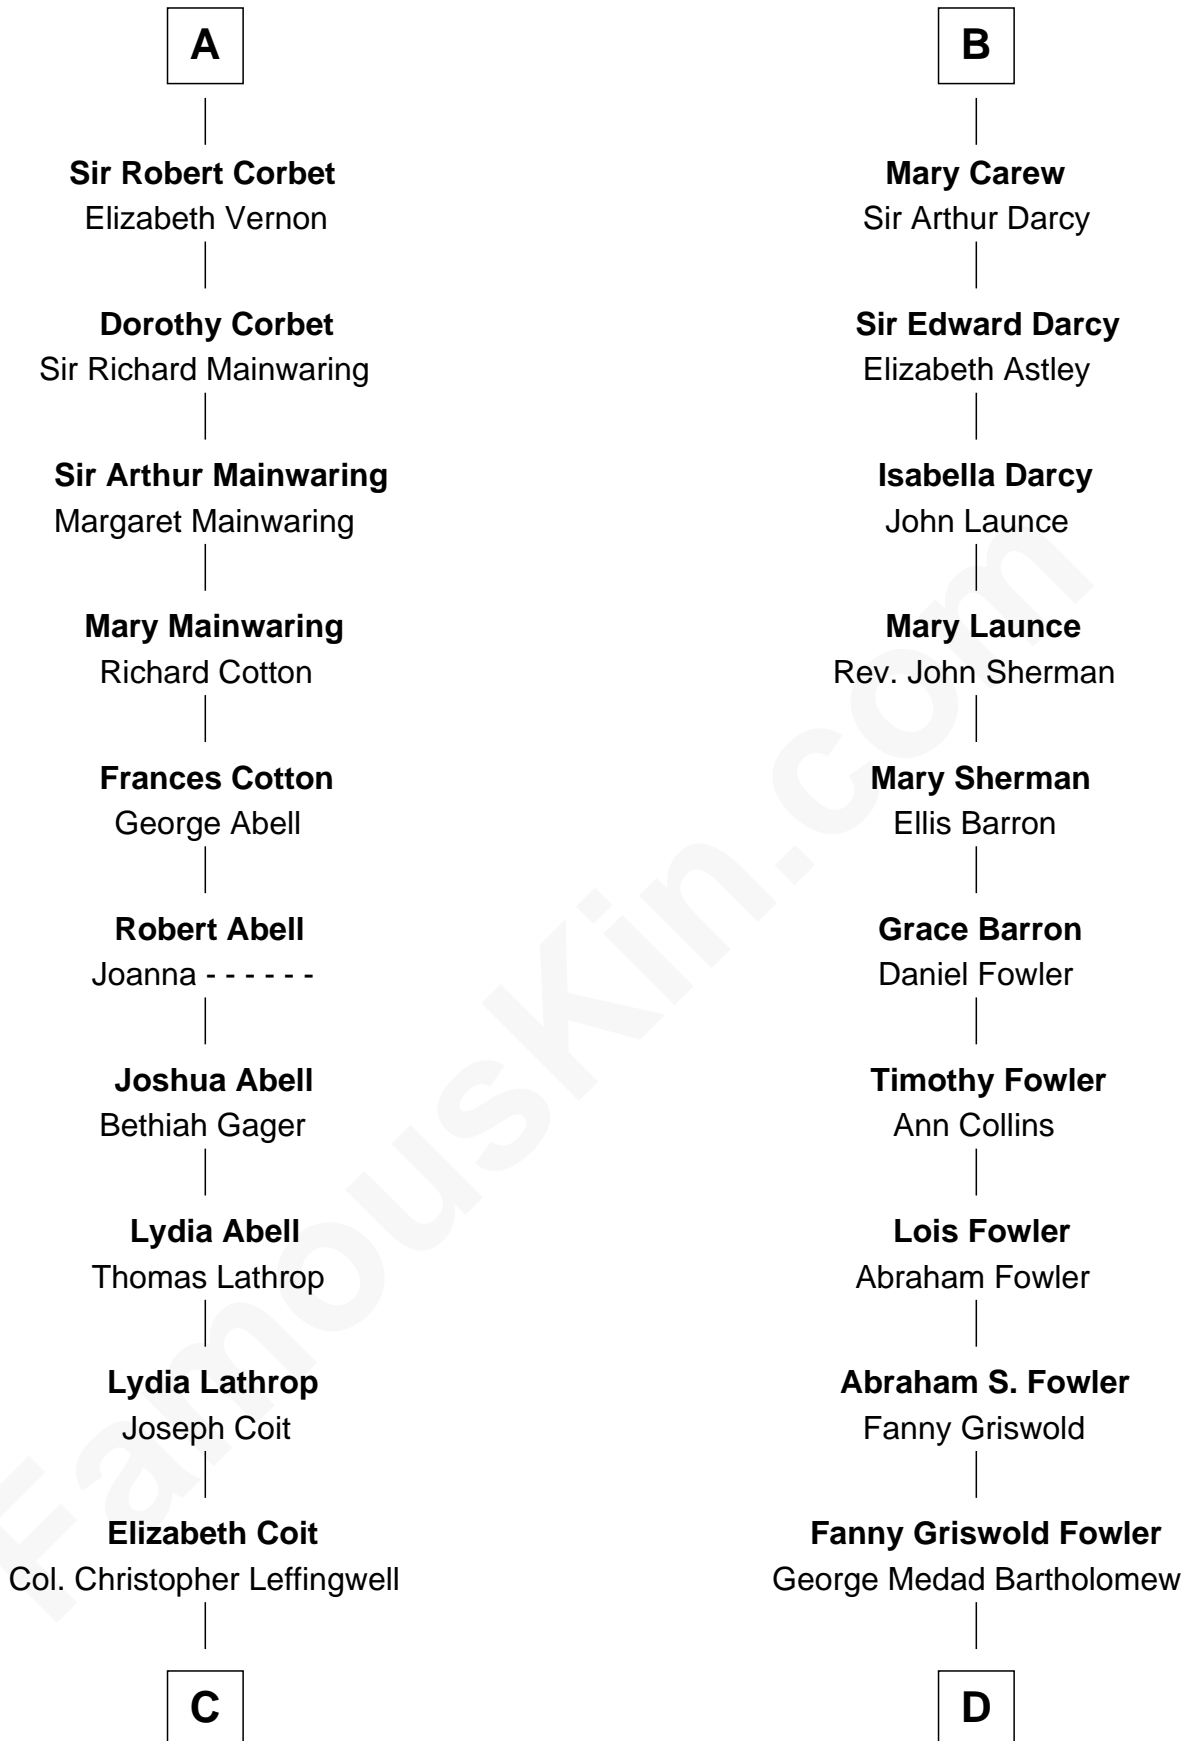 A
Sir Robert Corbet
Elizabeth Vernon
Dorothy Corbet
Sir Richard Mainwaring
Sir Arthur Mainwaring
Margaret Mainwaring
Mary Mainwaring
Richard Cotton
Frances Cotton
George Abell
Robert Abell
Joanna - - - - - -
Joshua Abell
Bethiah Gager
Lydia Abell
Thomas Lathrop
Lydia Lathrop
Joseph Coit
Elizabeth Coit
Col. Christopher Leffingwell
C
B
Mary Carew
Sir Arthur Darcy
Sir Edward Darcy
Elizabeth Astley
Isabella Darcy
John Launce
Mary Launce
Rev. John Sherman
Mary Sherman
Ellis Barron
Grace Barron
Daniel Fowler
Timothy Fowler
Ann Collins
Lois Fowler
Abraham Fowler
Abraham S. Fowler
Fanny Griswold
Fanny Griswold Fowler
George Medad Bartholomew
D
FamousKin.com